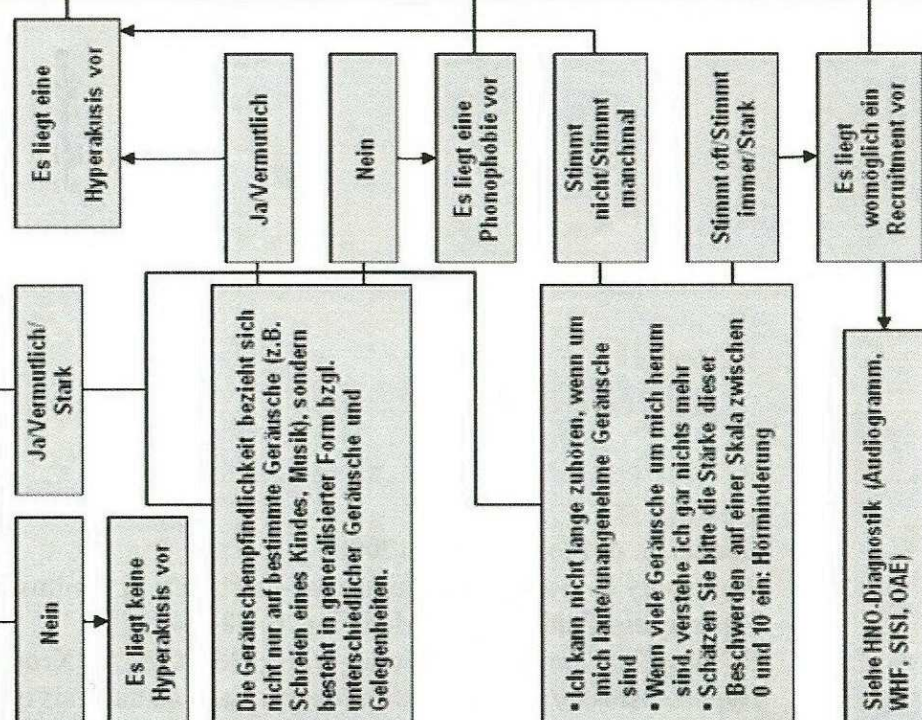 Nein
Es liegt keine
Hyperakusis vor
Ja/Vermutlich/
Stark
Es liegt eine
Hyperakusis vor
Die Geräuschempfindlichkeit bezieht sich
nicht nur auf bestimmte Geräusche (z.B.
Schreien eines Kindes, Musik), sondern
besteht in generalisierter Form bzgl.
unterschiedlicher Geräusche und
Gelegenheiten.
Ja/Vermutlich
Nein
Es liegt eine
Phonophobie vor
• Ich kann nicht lange zuhören, wenn um
mich laute/unangenehme Geräusche
sind
• Wenn viele Geräusche um mich herum
sind, verstehe ich gar nichts mehr
• Schätzen Sie bitte die Stärke dieser
Beschwerden auf einer Skala zwischen
0 und 10 ein: Hörminderung
Stimmt
nicht/Stimmt
manchmal
Stimmt oft/Stimmt
immer/Stark
Es liegt
womöglich ein
Recruitment vor
Siehe HNO-Diagnostik (Audiogramm,
WHF, SISI, OAE)